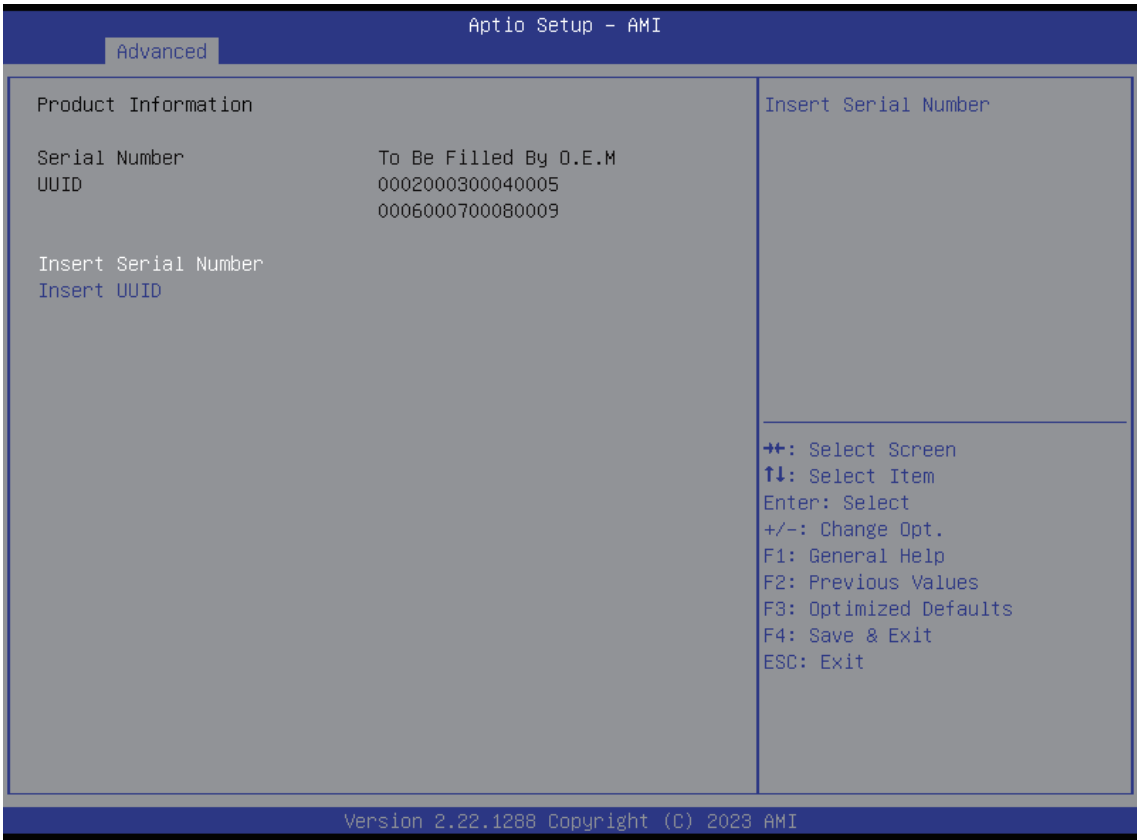 Aptio Setup – AMI
Advanced
Product Information
Serial Number To Be Filled By O.E.M
UUID 0002000300040005
0006000700080009
Insert Serial Number
Insert UUID
Insert Serial Number
→←: Select Screen
↑↓: Select Item
Enter: Select
+/-: Change Opt.
F1: General Help
F2: Previous Values
F3: Optimized Defaults
F4: Save & Exit
ESC: Exit
Version 2.22.1288 Copyright (C) 2023 AMI